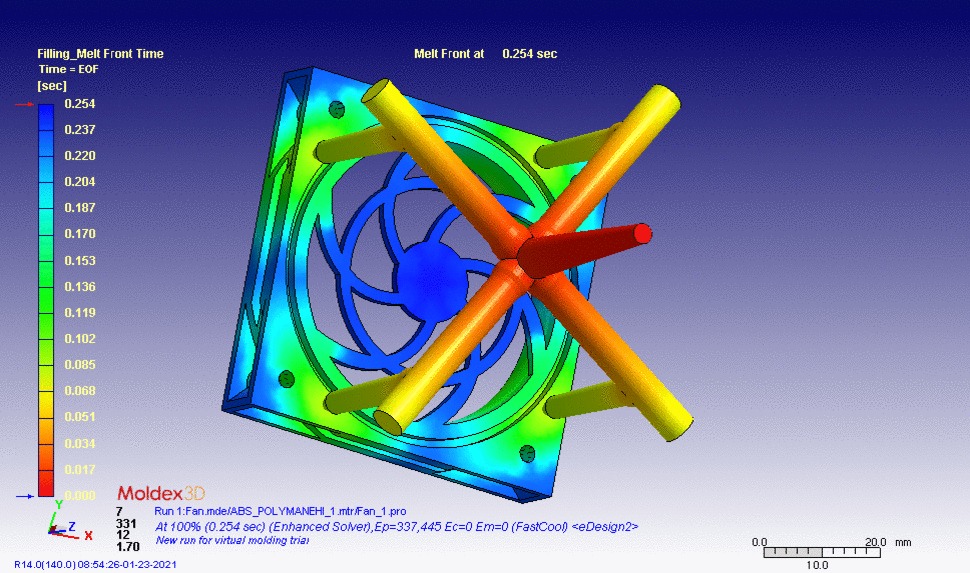 Filling_Melt Front Time
Time = EOF
[sec]
Melt Front at 0.254 sec
0.254
0.237
0.220
0.204
0.187
0.170
0.153
0.136
0.119
0.102
0.085
0.068
0.051
0.034
0.017
0.000
Moldex3D
Y
Z
X
7
331
12
1.70
Run 1:Fan.mde/ABS_POLYMANEHI_1.mtr/Fan_1.pro
At 100% (0.254 sec) (Enhanced Solver),Ep=337,445 Ec=0 Em=0 (FastCool) <eDesign2>
New run for virtual molding trial
0.0 20.0 mm
10.0
R14.0(140.0) 08:54:26-01-23-2021